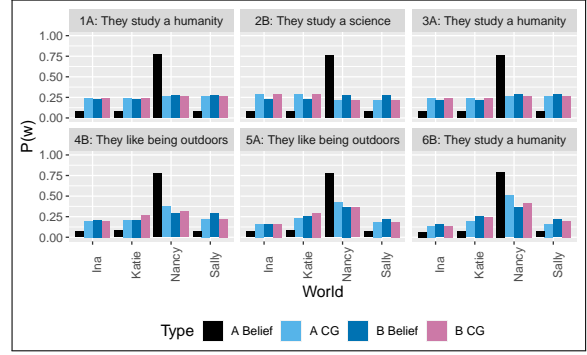 1A: They study a humanity
2B: They study a science
3A: They study a humanity
1.00
0.75
0.50
0.25
0.00
4B: They like being outdoors
5A: They like being outdoors
6B: They study a humanity
1.00
0.75
0.50
0.25
0.00
P(w)
Ina
Katie
Nancy
Sally
Ina
Katie
Nancy
Sally
Ina
Katie
Nancy
Sally
World
Type A Belief A CG B Belief B CG